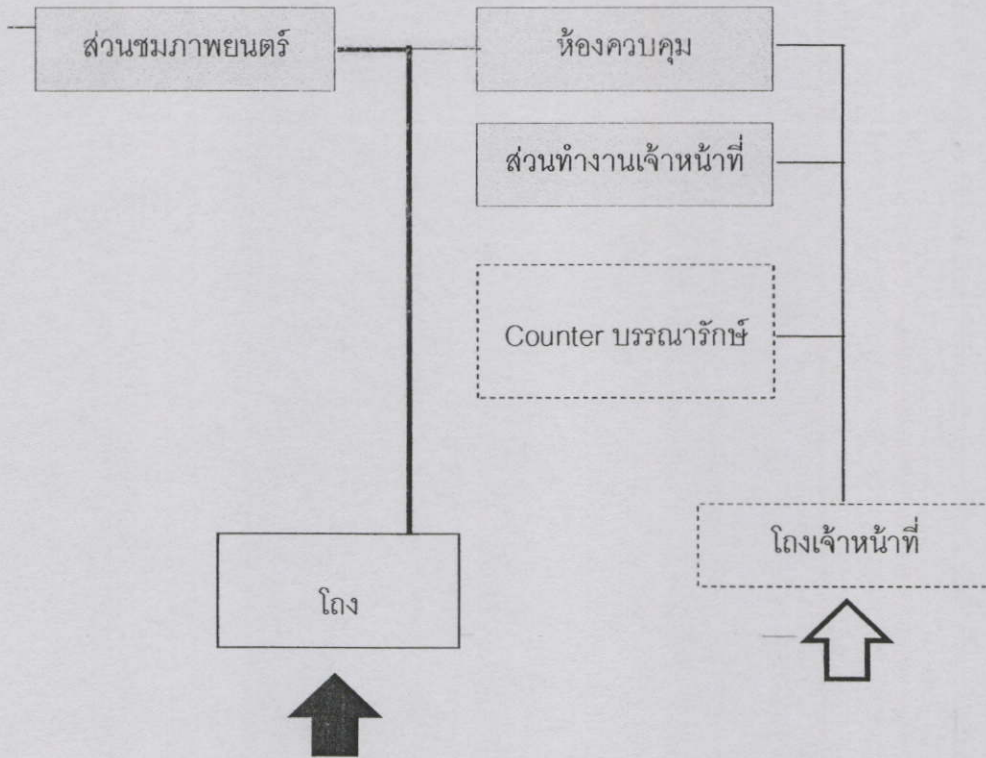 ส่วนชมภาพยนตร์
ห้องควบคุม
ส่วนทำงานเจ้าหน้าที่
Counter บรรณารักษ์
โถงเจ้าหน้าที่
โถง